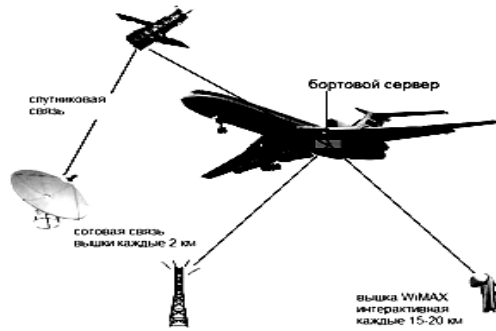 бортовой сервер
спутниковая
связь
сотовая связь
вышки каждые 2 км
вышка WiMAX
интерактивная
каждые 15-20 км